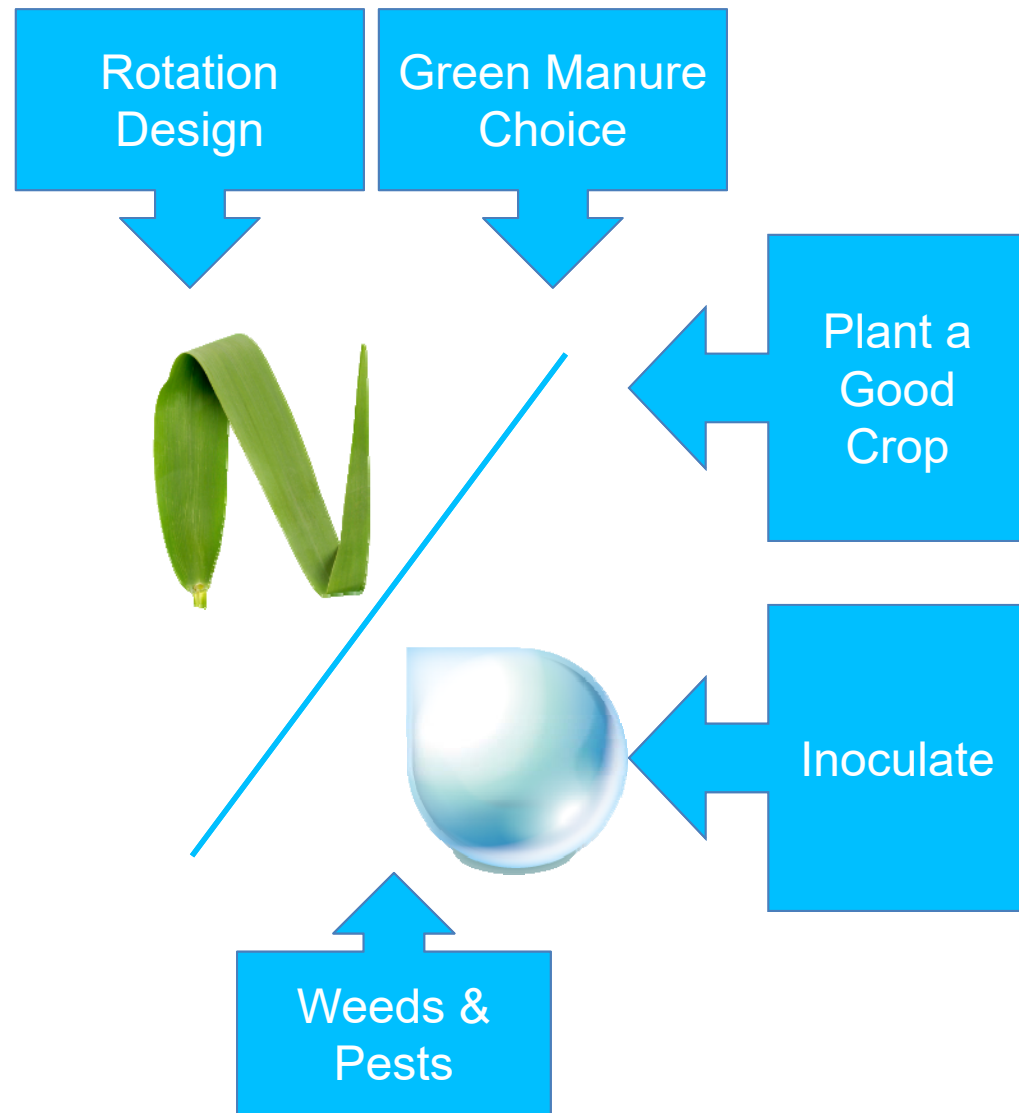 Rotation
Design
Green Manure
Choice
Plant a
Good
Crop
N
Inoculate
Weeds &
Pests